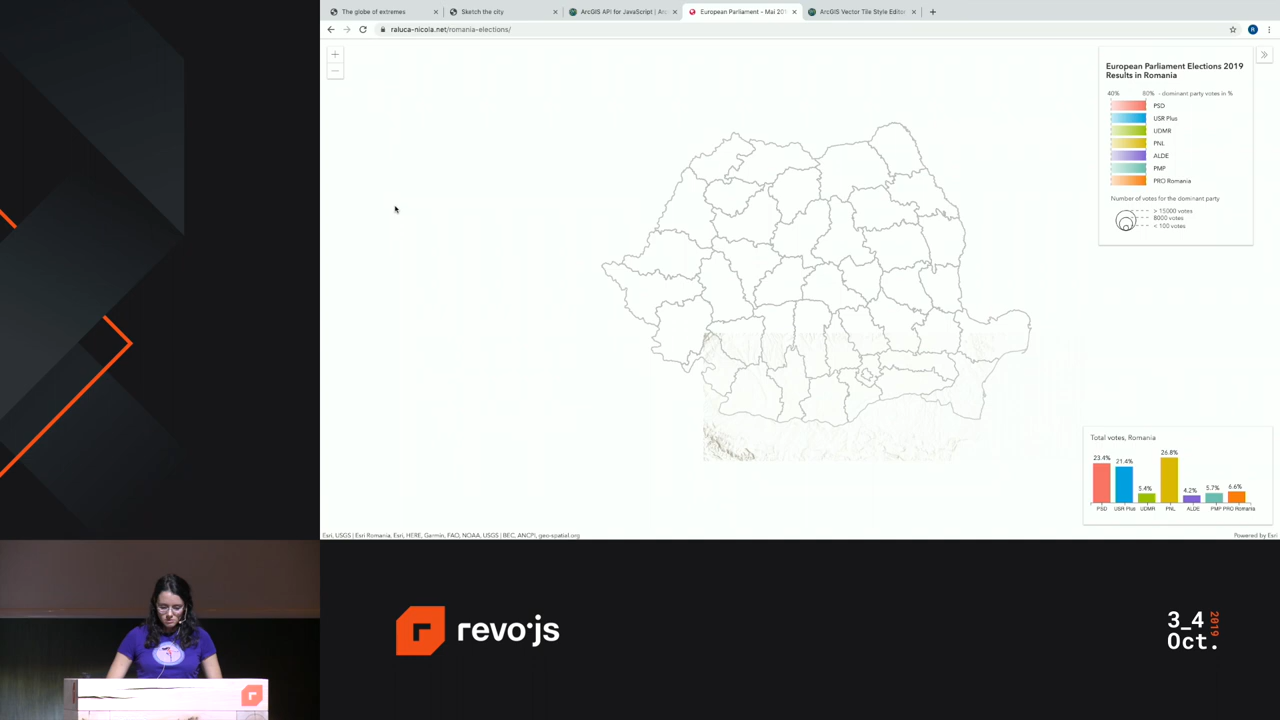 The globe of extremes
Sketch the city
ArcGIS API for JavaScript | Arc
European Parliament – Mai 201
ArcGIS Vector Tile Style Editor
raluca-nicola.net/romania-elections/
R
+
−
European Parliament Elections 2019
Results in Romania
40% 80% - dominant party votes in %
PSD
USR Plus
UDMR
PNL
ALDE
PMP
PRO Romania
Number of votes for the dominant party
> 15000 votes
8000 votes
< 100 votes
Total votes, Romania
23.4% 21.4% 5.4% 26.8% 4.2% 5.7% 6.6%
PSD USR Plus UDMR PNL ALDE PMP PRO Romania
Esri, USGS | Esri Romania, Esri, HERE, Garmin, FAO, NOAA, USGS | BEC, ANCPI, geo-spatial.org
Powered by Esri
r revo·js
3_4
Oct.
2019
r